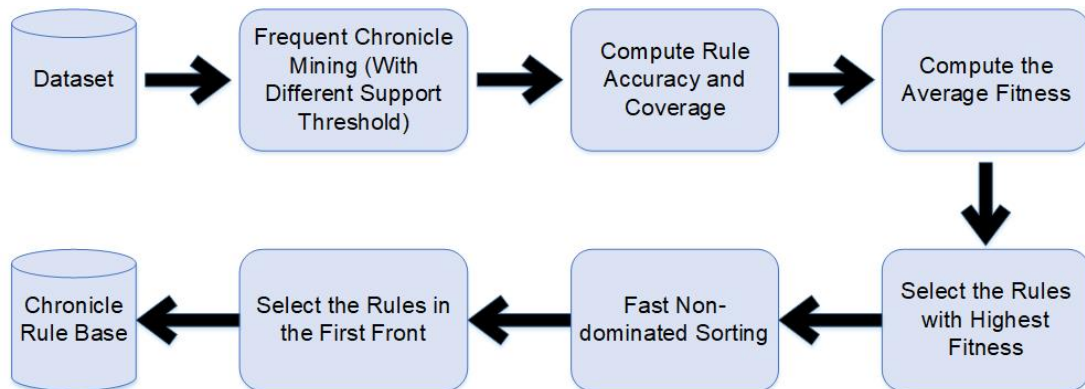 Dataset
Frequent Chronicle
Mining (With
Different Support
Threshold)
Compute Rule
Accuracy and
Coverage
Compute the
Average Fitness
Select the Rules
with Highest
Fitness
Fast Non-
dominated Sorting
Select the Rules in
the First Front
Chronicle
Rule Base